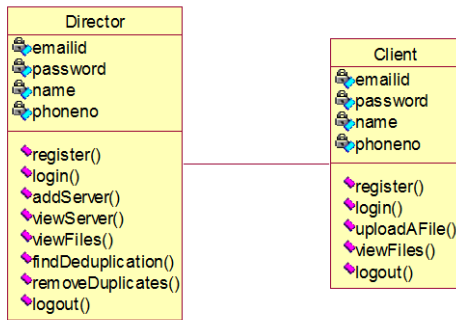 Director
emailid
password
name
phoneno
register()
login()
addServer()
viewServer()
viewFiles()
findDeduplication()
removeDuplicates()
logout()
Client
emailid
password
name
phoneno
register()
login()
uploadAFile()
viewFiles()
logout()